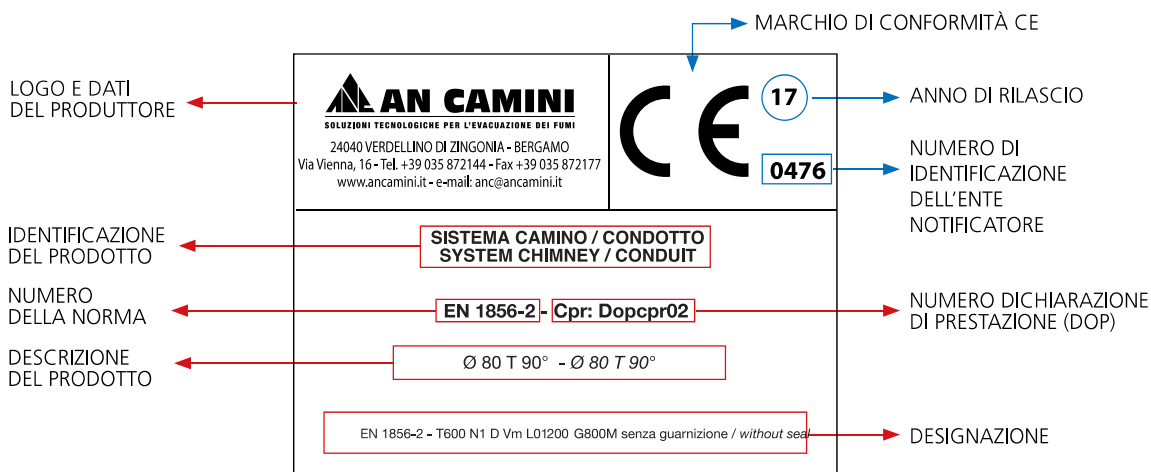 MARCHIO DI CONFORMITÀ CE
LOGO E DATI
DEL PRODUTTORE
AN CAMINI
SOLUZIONI TECNOLOGICHE PER L'EVACUAZIONE DEI FUMI
24040 VERDELLINO DI ZINGONIA - BERGAMO
Via Vienna, 16 - Tel. +39 035 872144 - Fax +39 035 872177
www.ancamini.it - e-mail: anc@ancamini.it
CE
17
0476
ANNO DI RILASCIO
NUMERO DI
IDENTIFICAZIONE
DELL'ENTE
NOTIFICATORE
IDENTIFICAZIONE
DEL PRODOTTO
SISTEMA CAMINO / CONDOTTO
SYSTEM CHIMNEY / CONDUIT
NUMERO
DELLA NORMA
EN 1856-2 - Cpr: Dopcpr02
NUMERO DICHIARAZIONE
DI PRESTAZIONE (DOP)
DESCRIZIONE
DEL PRODOTTO
Ø 80 T 90° - Ø 80 T 90°
EN 1856-2 - T600 N1 D Vm L01200 G800M senza guarnizione / without seal
DESIGNAZIONE